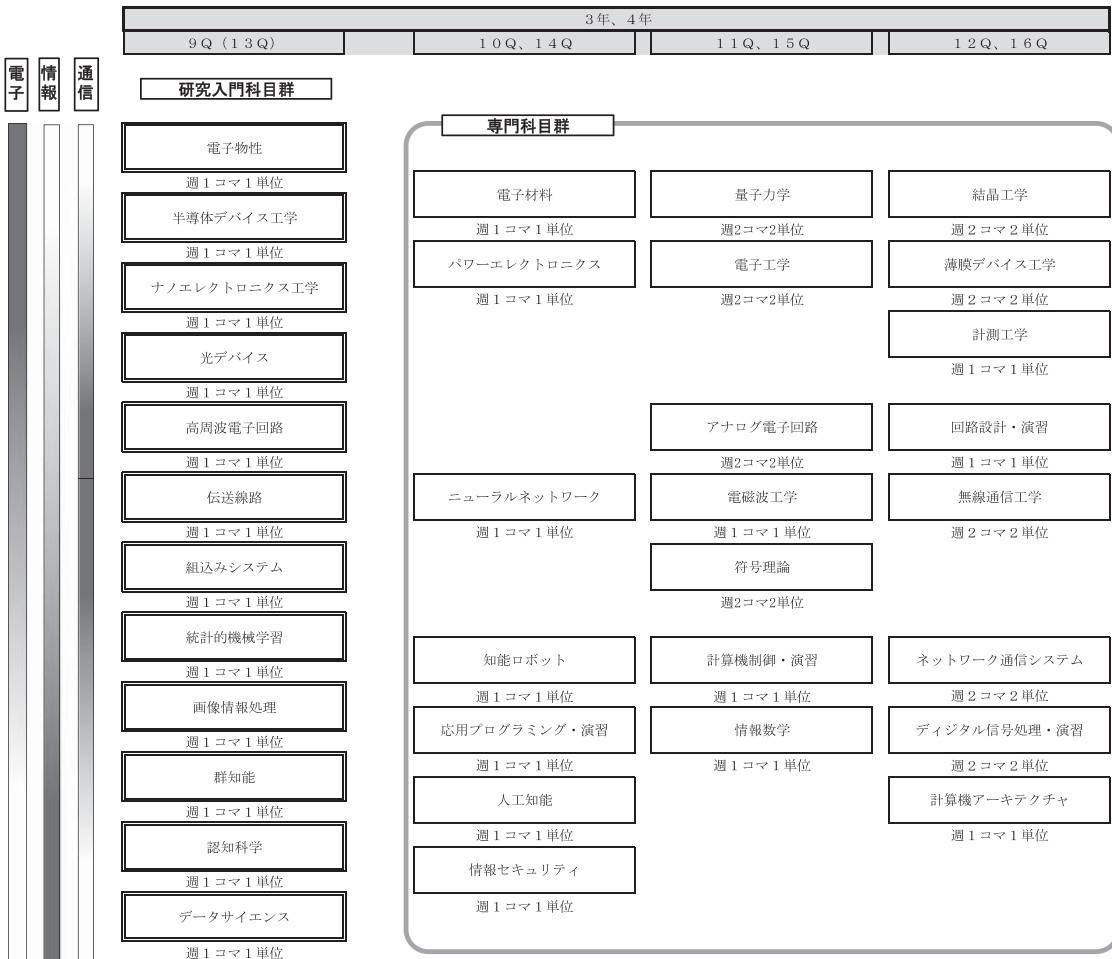 3年、4年
9Q（13Q）
10Q、14Q
11Q、15Q
12Q、16Q
電子
情報
通信
研究入門科目群
電子物性
週１コマ１単位
半導体デバイス工学
週１コマ１単位
ナノエレクトロニクス工学
週１コマ１単位
光デバイス
週１コマ１単位
高周波電子回路
週１コマ１単位
伝送線路
週１コマ１単位
組込みシステム
週１コマ１単位
統計的機械学習
週１コマ１単位
画像情報処理
週１コマ１単位
群知能
週１コマ１単位
認知科学
週１コマ１単位
データサイエンス
週１コマ１単位
専門科目群
電子材料
週１コマ１単位
パワーエレクトロニクス
週１コマ１単位
ニューラルネットワーク
週１コマ１単位
知能ロボット
週１コマ１単位
応用プログラミング・演習
週１コマ１単位
人工知能
週１コマ１単位
情報セキュリティ
週１コマ１単位
量子力学
週2コマ2単位
電子工学
週2コマ2単位
アナログ電子回路
週2コマ2単位
電磁波工学
週１コマ１単位
符号理論
週2コマ2単位
計算機制御・演習
週１コマ１単位
情報数学
週１コマ１単位
結晶工学
週２コマ２単位
薄膜デバイス工学
週２コマ２単位
計測工学
週１コマ１単位
回路設計・演習
週１コマ１単位
無線通信工学
週２コマ２単位
ネットワーク通信システム
週２コマ２単位
ディジタル信号処理・演習
週２コマ２単位
計算機アーキテクチャ
週１コマ１単位